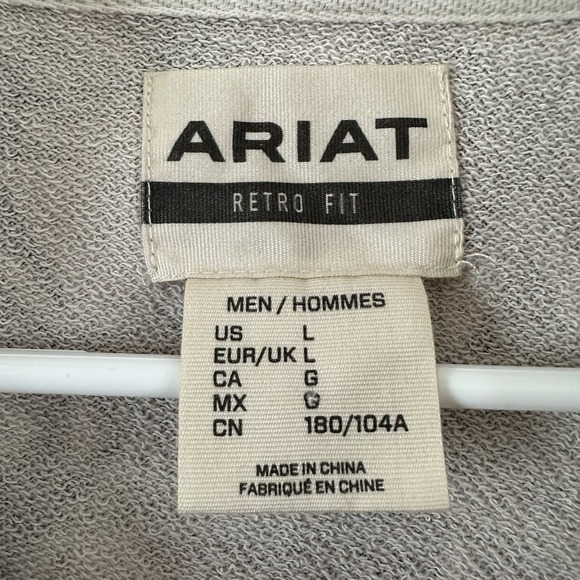 ARIAT
RETRO FIT
MEN / HOMMES
US L
EUR/UK L
CA G
MX G
CN 180/104A
MADE IN CHINA
FABRIQUÉ EN CHINE